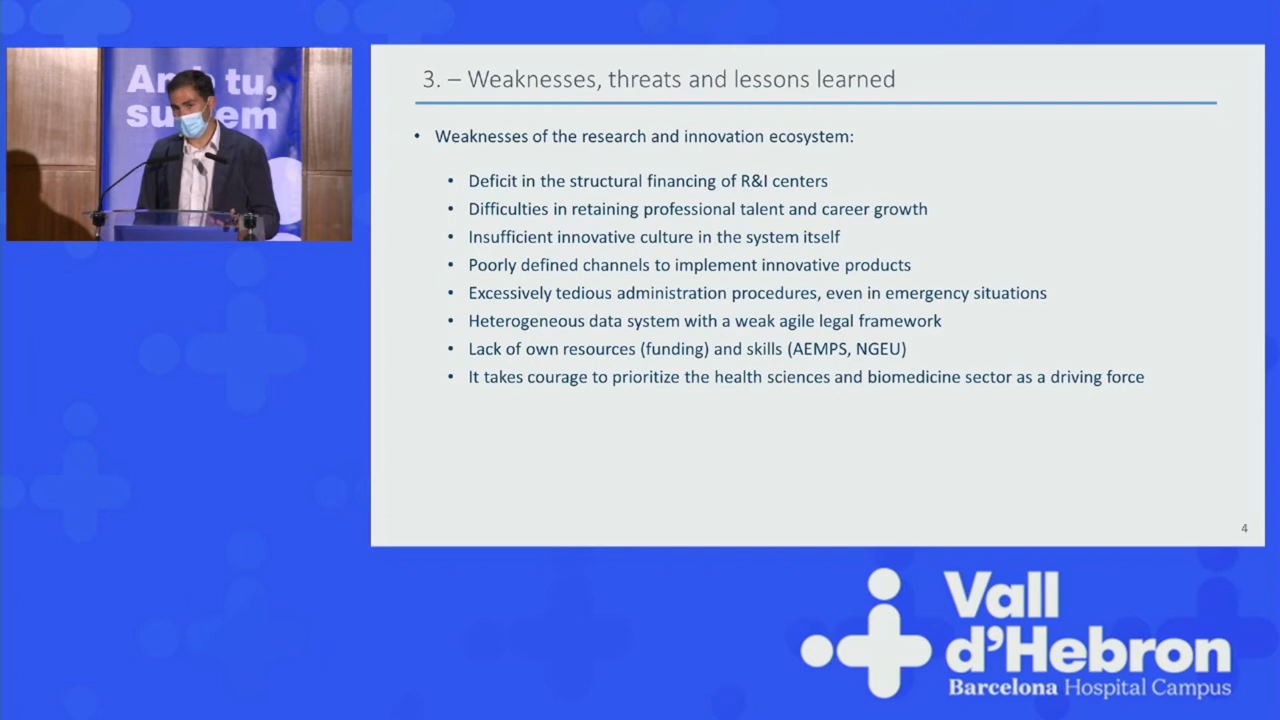 Amb tu,
sumem
3. – Weaknesses, threats and lessons learned
• Weaknesses of the research and innovation ecosystem:
• Deficit in the structural financing of R&I centers
• Difficulties in retaining professional talent and career growth
• Insufficient innovative culture in the system itself
• Poorly defined channels to implement innovative products
• Excessively tedious administration procedures, even in emergency situations
• Heterogeneous data system with a weak agile legal framework
• Lack of own resources (funding) and skills (AEMPS, NGEU)
• It takes courage to prioritize the health sciences and biomedicine sector as a driving force
4
Vall
d’Hebron
Barcelona Hospital Campus